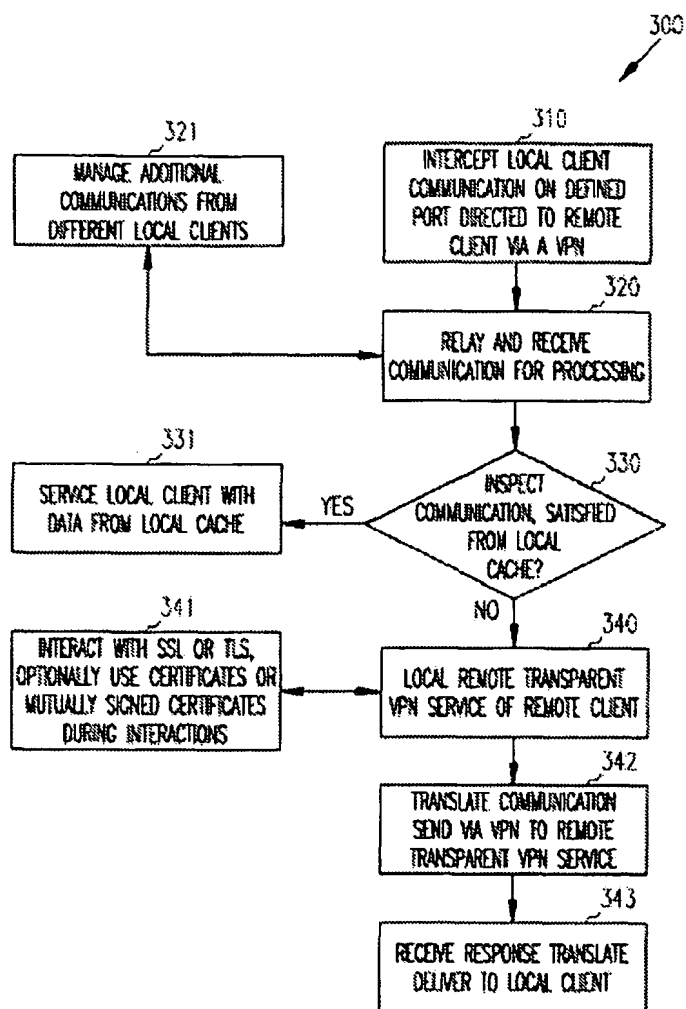 300
310
INTERCEPT LOCAL CLIENT
COMMUNICATION ON DEFINED
PORT DIRECTED TO REMOTE
CLIENT VIA A VPN
321
MANAGE ADDITIONAL
COMMUNICATIONS FROM
DIFFERENT LOCAL CLIENTS
320
RELAY AND RECEIVE
COMMUNICATION FOR PROCESSING
330
INSPECT
COMMUNICATION, SATISFIED
FROM LOCAL
CACHE?
YES
331
SERVICE LOCAL CLIENT WITH
DATA FROM LOCAL CACHE
NO
340
LOCAL REMOTE TRANSPARENT
VPN SERVICE OF REMOTE CLIENT
341
INTERACT WITH SSL OR TLS,
OPTIONALLY USE CERTIFICATES OR
MUTUALLY SIGNED CERTIFICATES
DURING INTERACTIONS
342
TRANSLATE COMMUNICATION
SEND VIA VPN TO REMOTE
TRANSPARENT VPN SERVICE
343
RECEIVE RESPONSE TRANSLATE
DELIVER TO LOCAL CLIENT